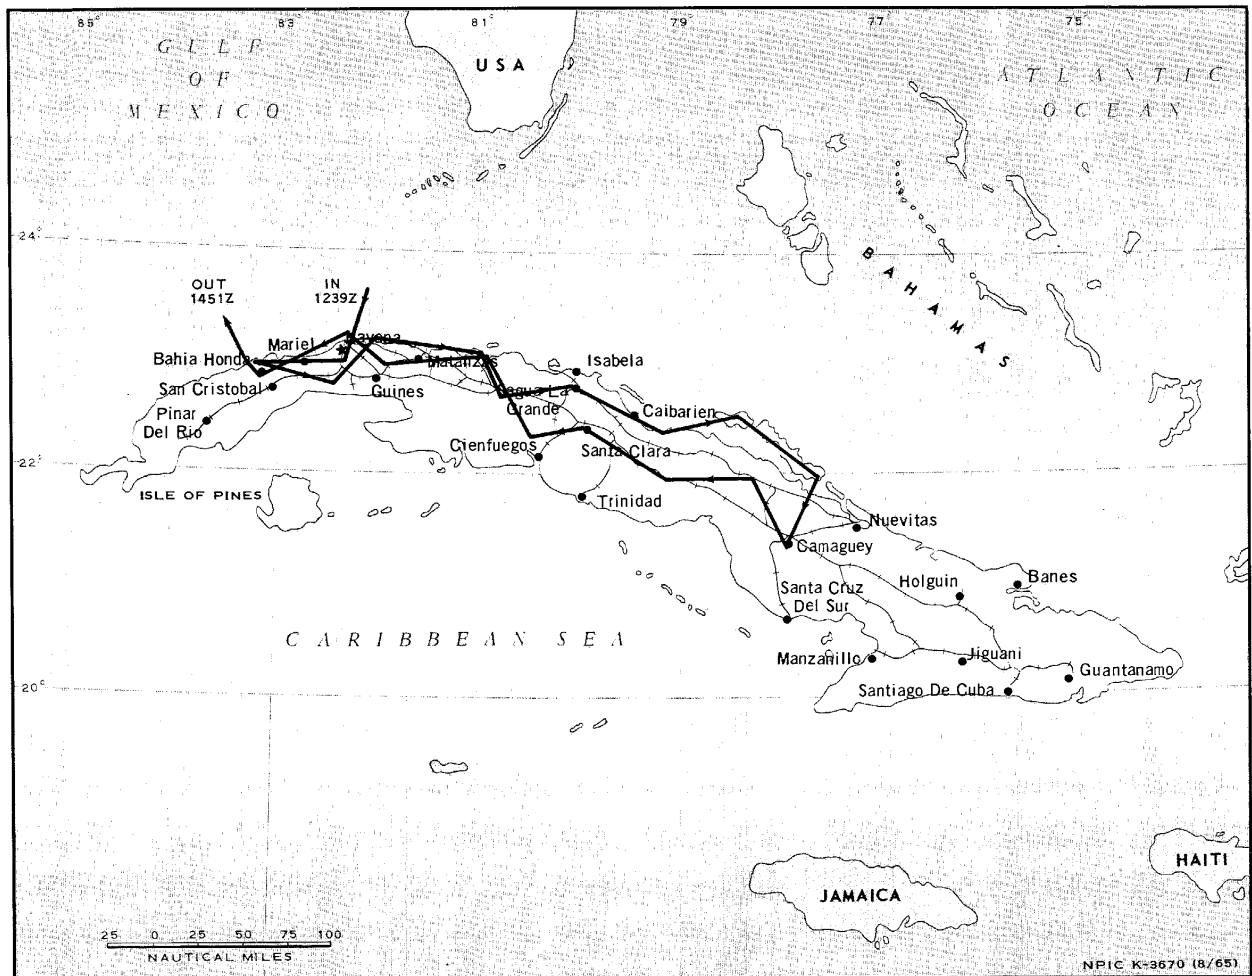 85° 83° 81 79 77 75
GULF
OF
MEXICO
USA
ATLANTIC
OCEAN
24°
BAHAMAS
OUT
1451Z
IN
1239Z
Mariel
Havana
Bahia Honda
Matanzas
Isabela
San Cristobal
Guines
Sagua La
Grande
Pinar
Del Rio
Caibarien
Cienfuegos
Santa Clara
22°
ISLE OF PINES
Trinidad
Nuevitas
Camaguey
Santa Cruz
Del Sur
Holguin
Banes
CARIBBEAN SEA
Manzanillo
Jiguani
Guantanamo
Santiago De Cuba
20°
HAITI
JAMAICA
25 0 25 50 75 100
NAUTICAL MILES
NPIC K-3670 (8/65)